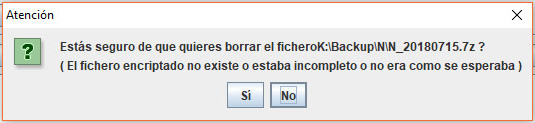 Atención
Estás seguro de que quieres borrar el ficheroK:\Backup\N\N_20180715.7z ?
( El fichero encriptado no existe o estaba incompleto o no era como se esperaba )
Sí No